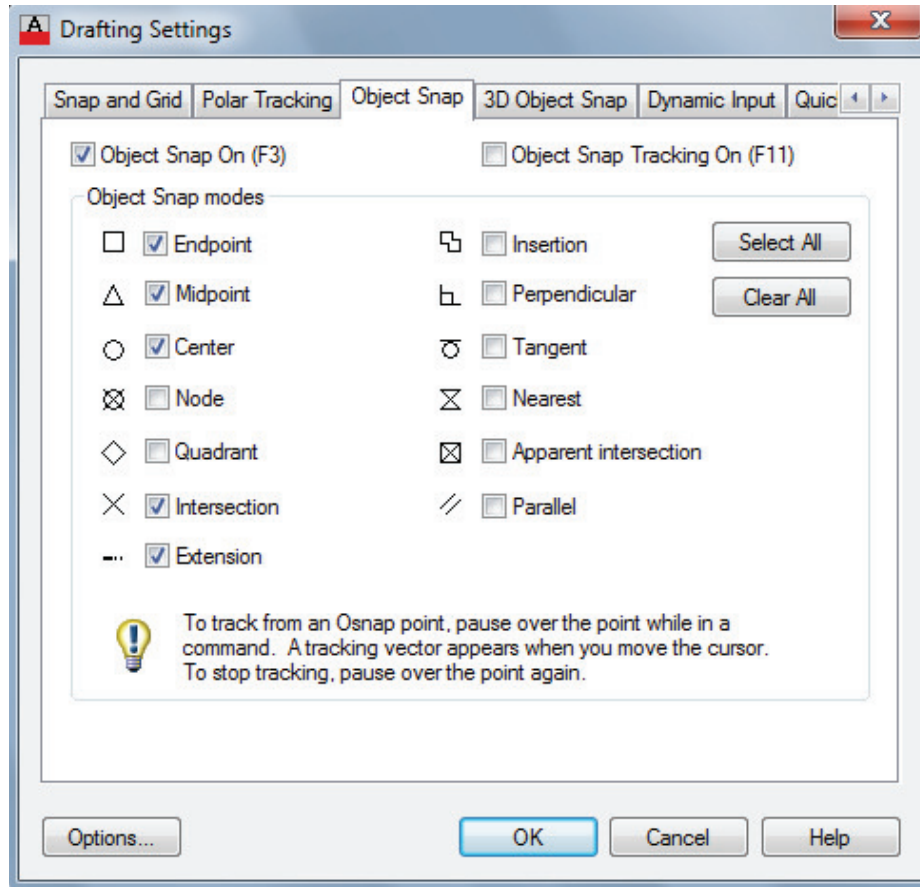 Drafting Settings
Snap and Grid Polar Tracking Object Snap 3D Object Snap Dynamic Input Quic
Object Snap On (F3) Object Snap Tracking On (F11)
Object Snap modes
Endpoint Insertion Select All
Midpoint Perpendicular Clear All
Center Tangent
Node Nearest
Quadrant Apparent intersection
Intersection Parallel
Extension
To track from an Osnap point, pause over the point while in a
command. A tracking vector appears when you move the cursor.
To stop tracking, pause over the point again.
Options... OK Cancel Help